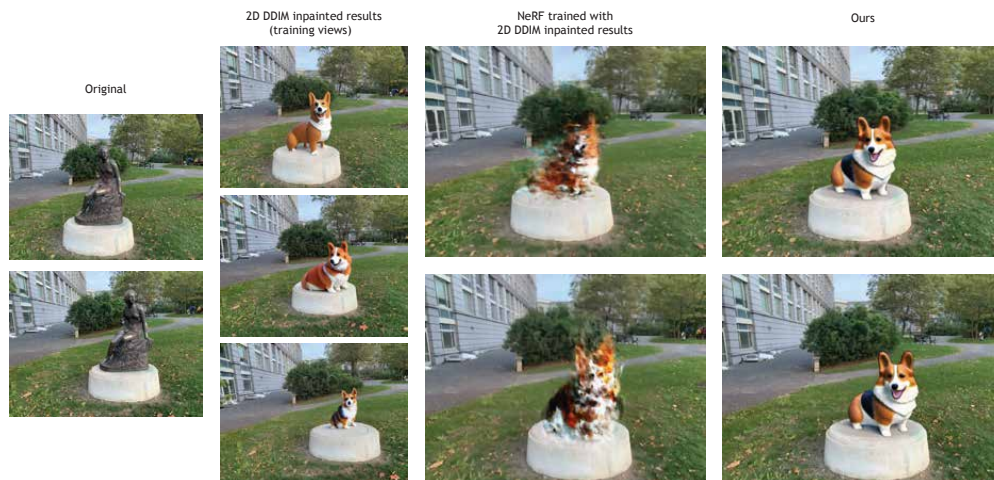 Original
2D DDIM inpainted results
(training views)
NeRF trained with
2D DDIM inpainted results
Ours